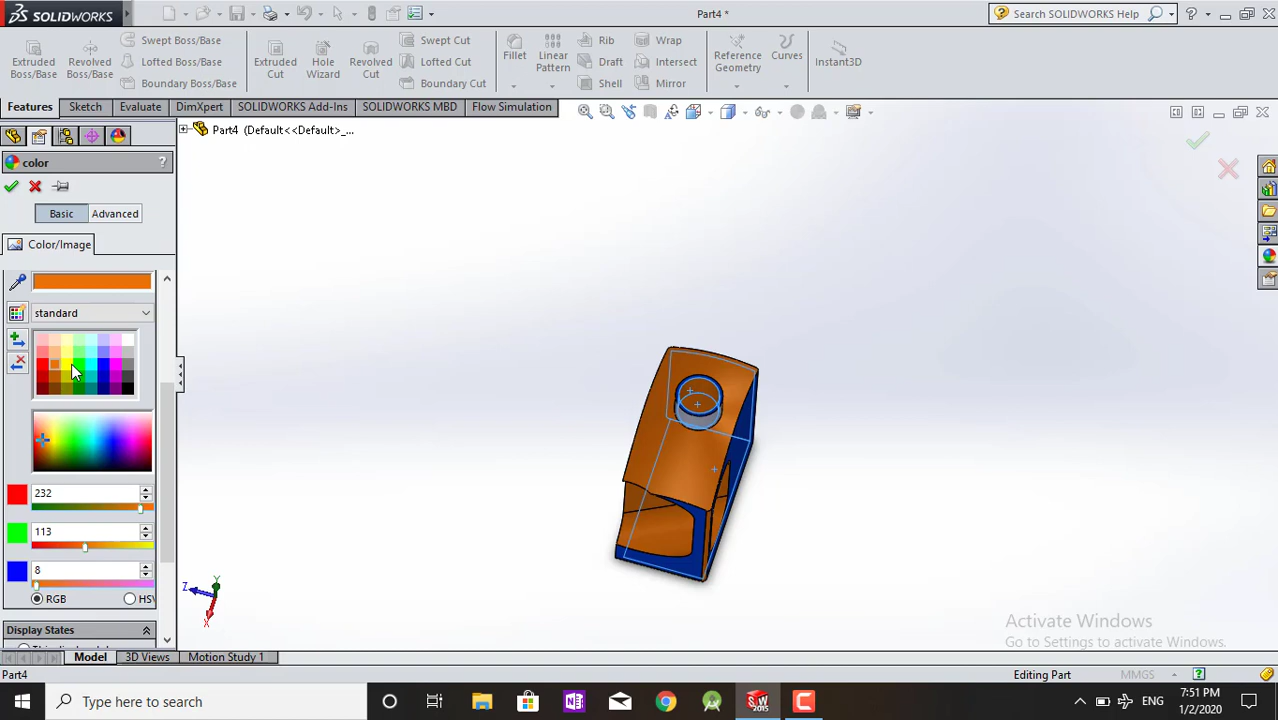 SOLIDWORKS
Part4 *
Search SOLIDWORKS Help
Extruded Boss/Base
Revolved Boss/Base
Swept Boss/Base
Lofted Boss/Base
Boundary Boss/Base
Extruded Cut
Hole Wizard
Revolved Cut
Swept Cut
Lofted Cut
Boundary Cut
Fillet
Linear Pattern
Rib
Draft
Shell
Wrap
Intersect
Mirror
Reference Geometry
Curves
Instant3D
Features
Sketch
Evaluate
DimXpert
SOLIDWORKS Add-Ins
SOLIDWORKS MBD
Flow Simulation
Part4 (Default<<Default>_...
color
?
Basic
Advanced
Color/Image
standard
232
113
8
RGB
HSV
Display States
Y
Z
X
Activate Windows
Go to Settings to activate Windows.
Model
3D Views
Motion Study 1
Part4
Editing Part
MMGS
Type here to search
SW
2015
ENG
7:51 PM
1/2/2020